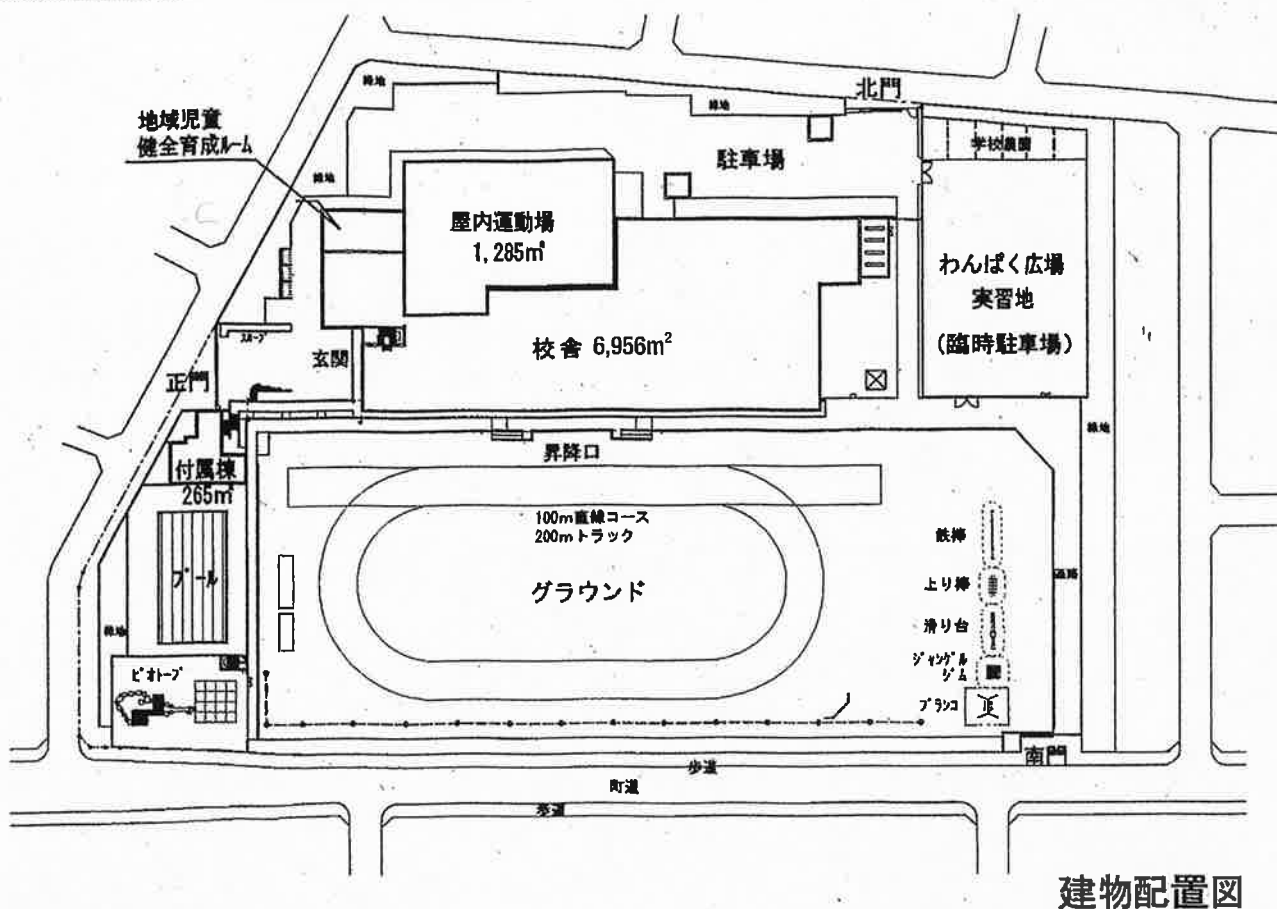 緑地
北門
緑地
地域児童
健全育成ルーム
学校農園
駐車場
緑地
屋内運動場
1,285㎡
わんぱく広場
実習地
(臨時駐車場)
スロープ
校舎 6,956m²
玄関
正門
緑地
昇降口
付属棟
265㎡
100m直線コース
200mトラック
鉄棒
グラウンド
プール
通路
上り棒
滑り台
緑地
ジャングル
ジム
ビオトープ
ブランコ
南門
歩道
町道
歩道
建物配置図